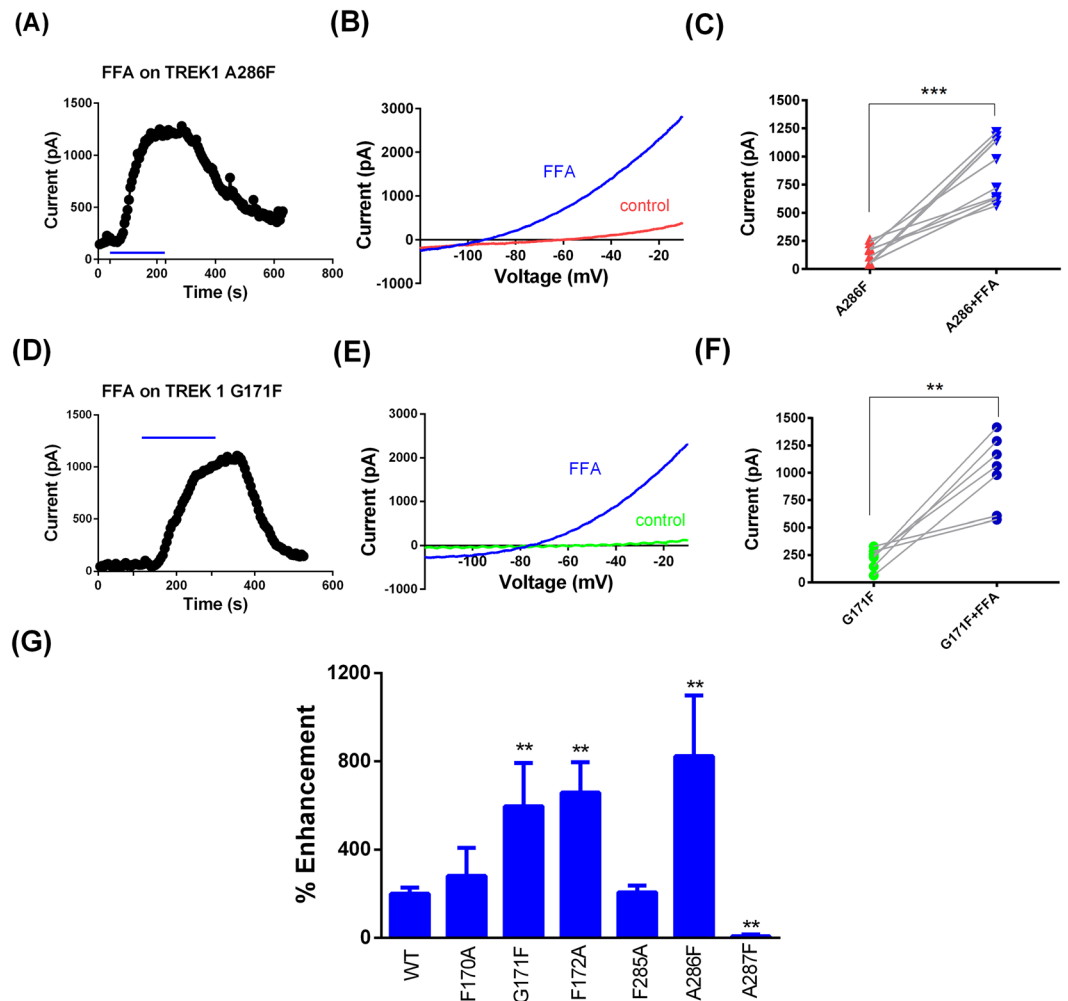 (A)
FFA on TREK1 A286F
1500
1000
500
0
Current (pA)
0 200 400 600 800
Time (s)
(B)
3000
2000
1000
0
-1000
Current (pA)
FFA
control
-100 -80 -60 -40 -20
Voltage (mV)
(C)
***
1500
1250
1000
750
500
250
0
Current (pA)
A286F
A286+FFA
(D)
FFA on TREK 1 G171F
1500
1000
500
0
Current (pA)
0 200 400 600
Time (s)
(E)
3000
2000
1000
0
-1000
Current (pA)
FFA
control
-100 -80 -60 -40 -20
Voltage (mV)
(F)
**
1500
1250
1000
750
500
250
0
Current (pA)
G171F
G171F+FFA
(G)
1200
800
400
0
% Enhancement
** ** ** **
WT
F170A
G171F
F172A
F285A
A286F
A287F